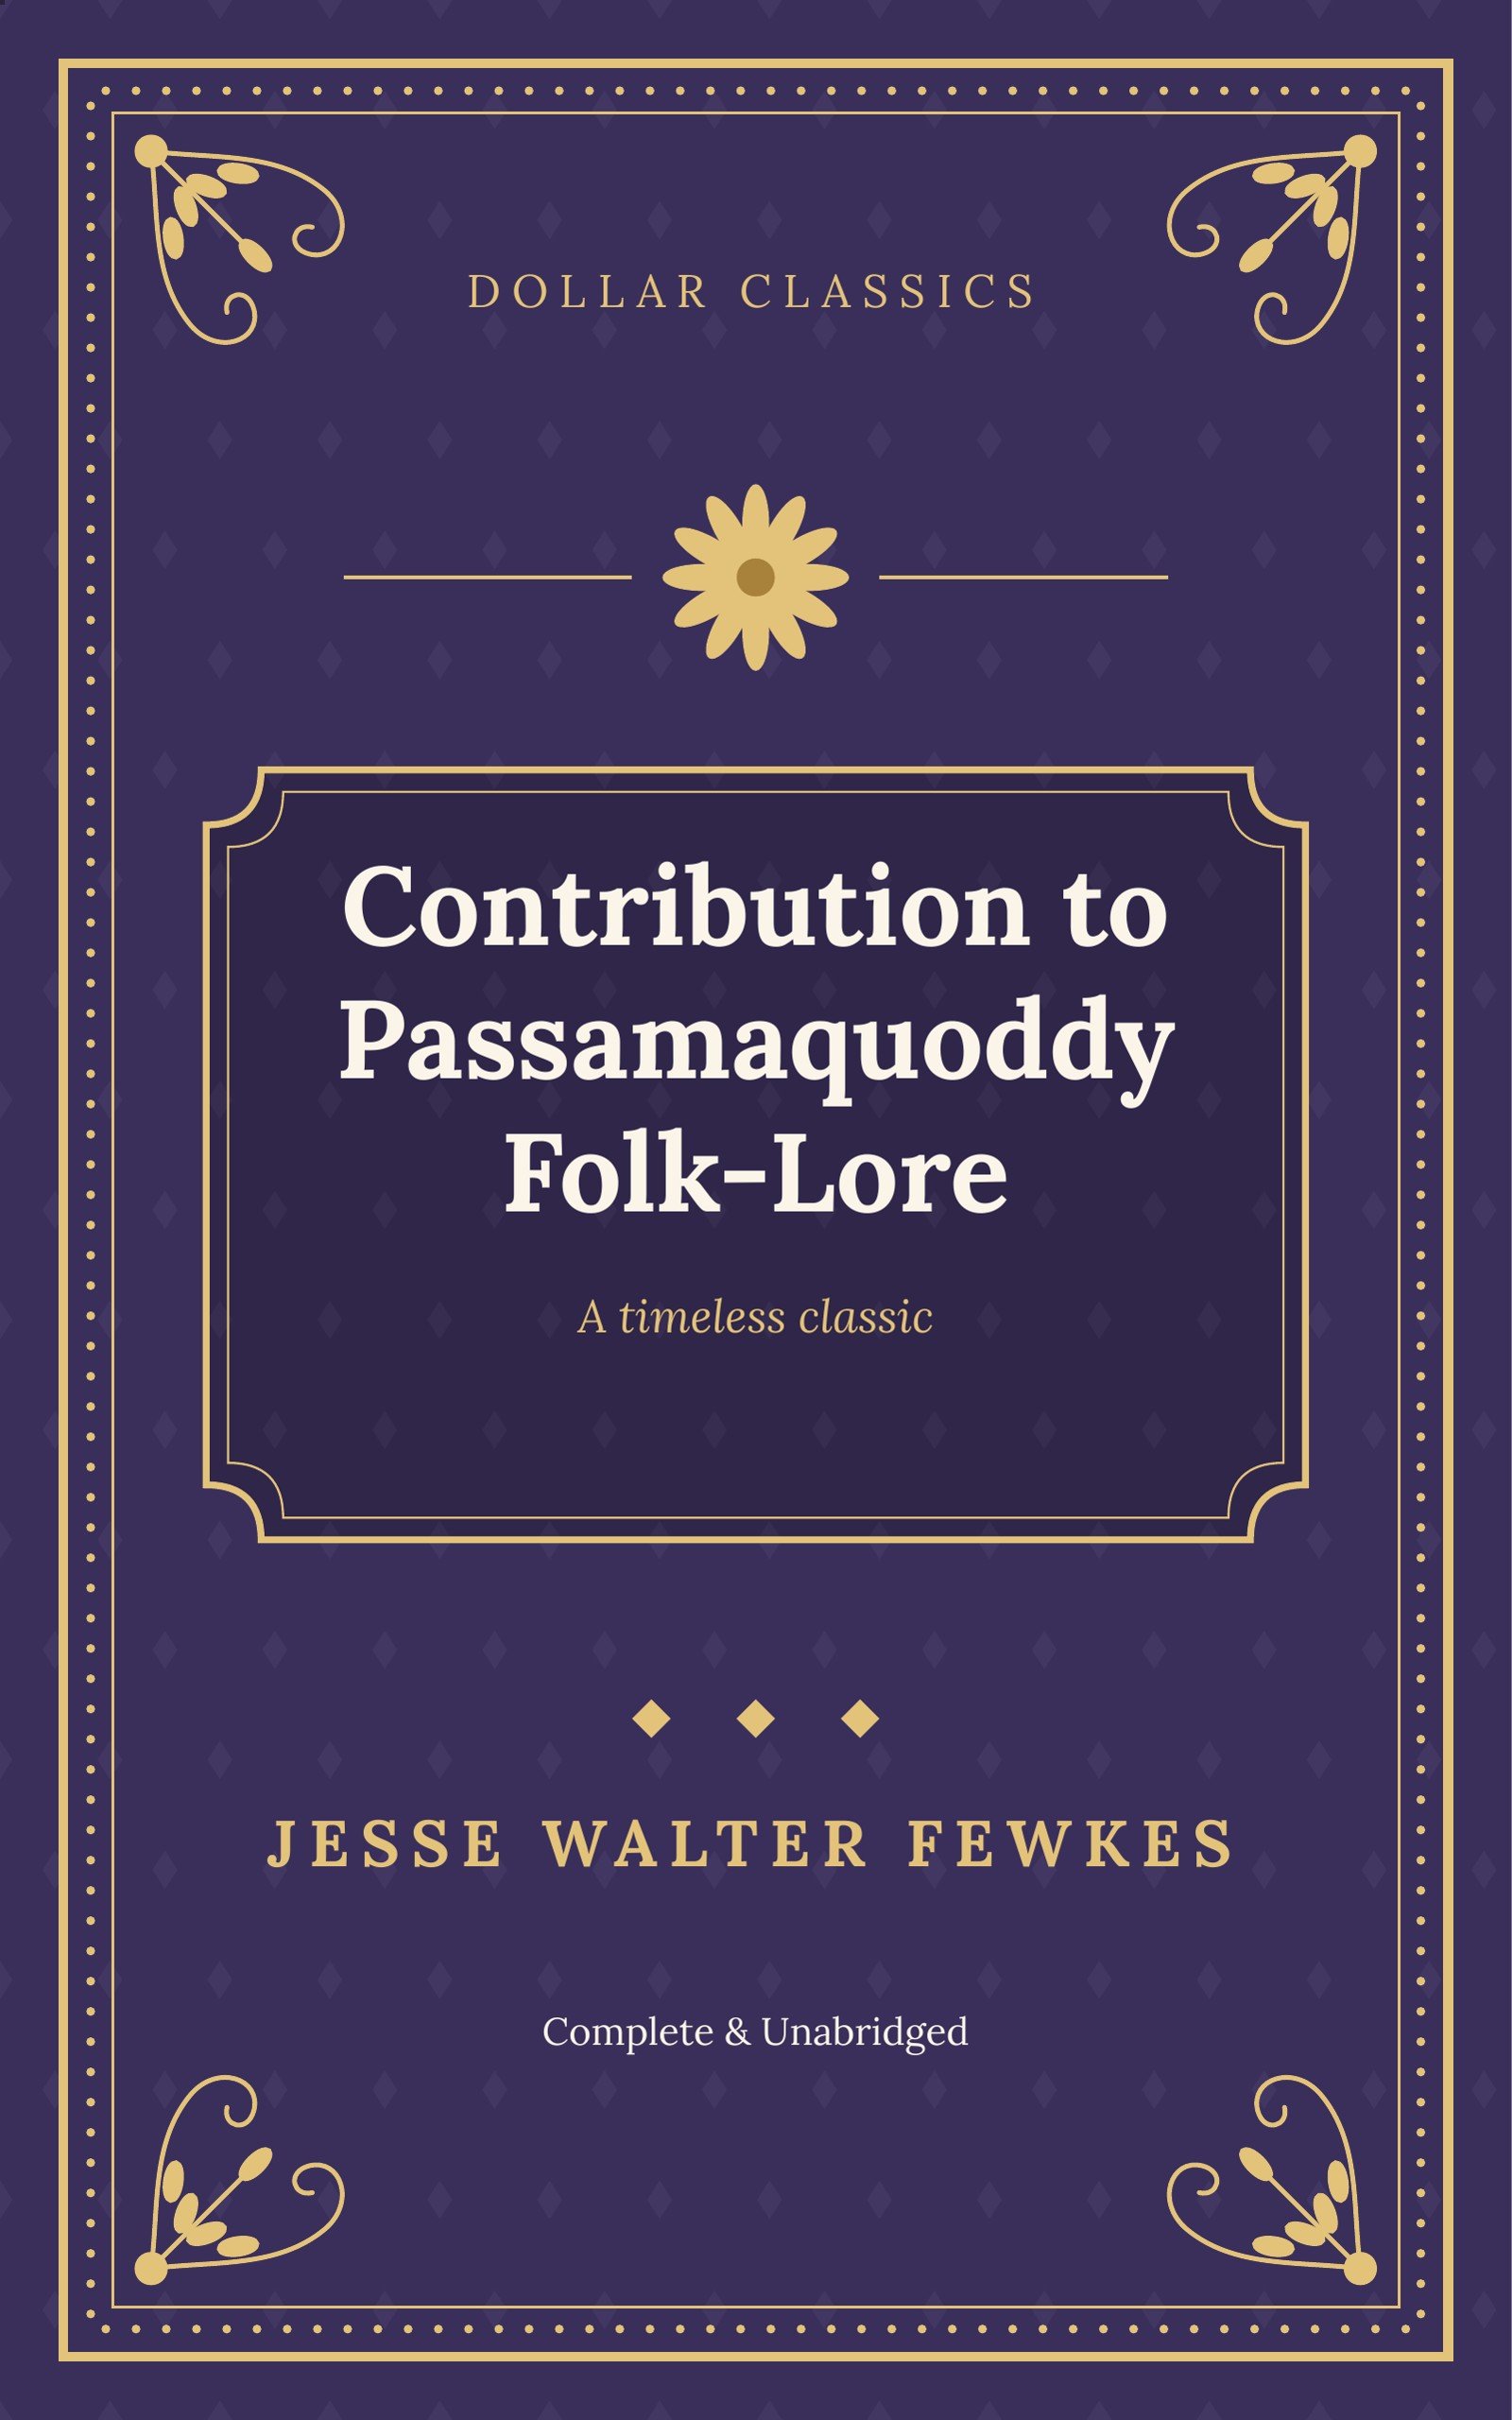 DOLLAR CLASSICS
Contribution to
Passamaquoddy
Folk-Lore
A timeless classic
JESSE WALTER FEWKES
Complete & Unabridged